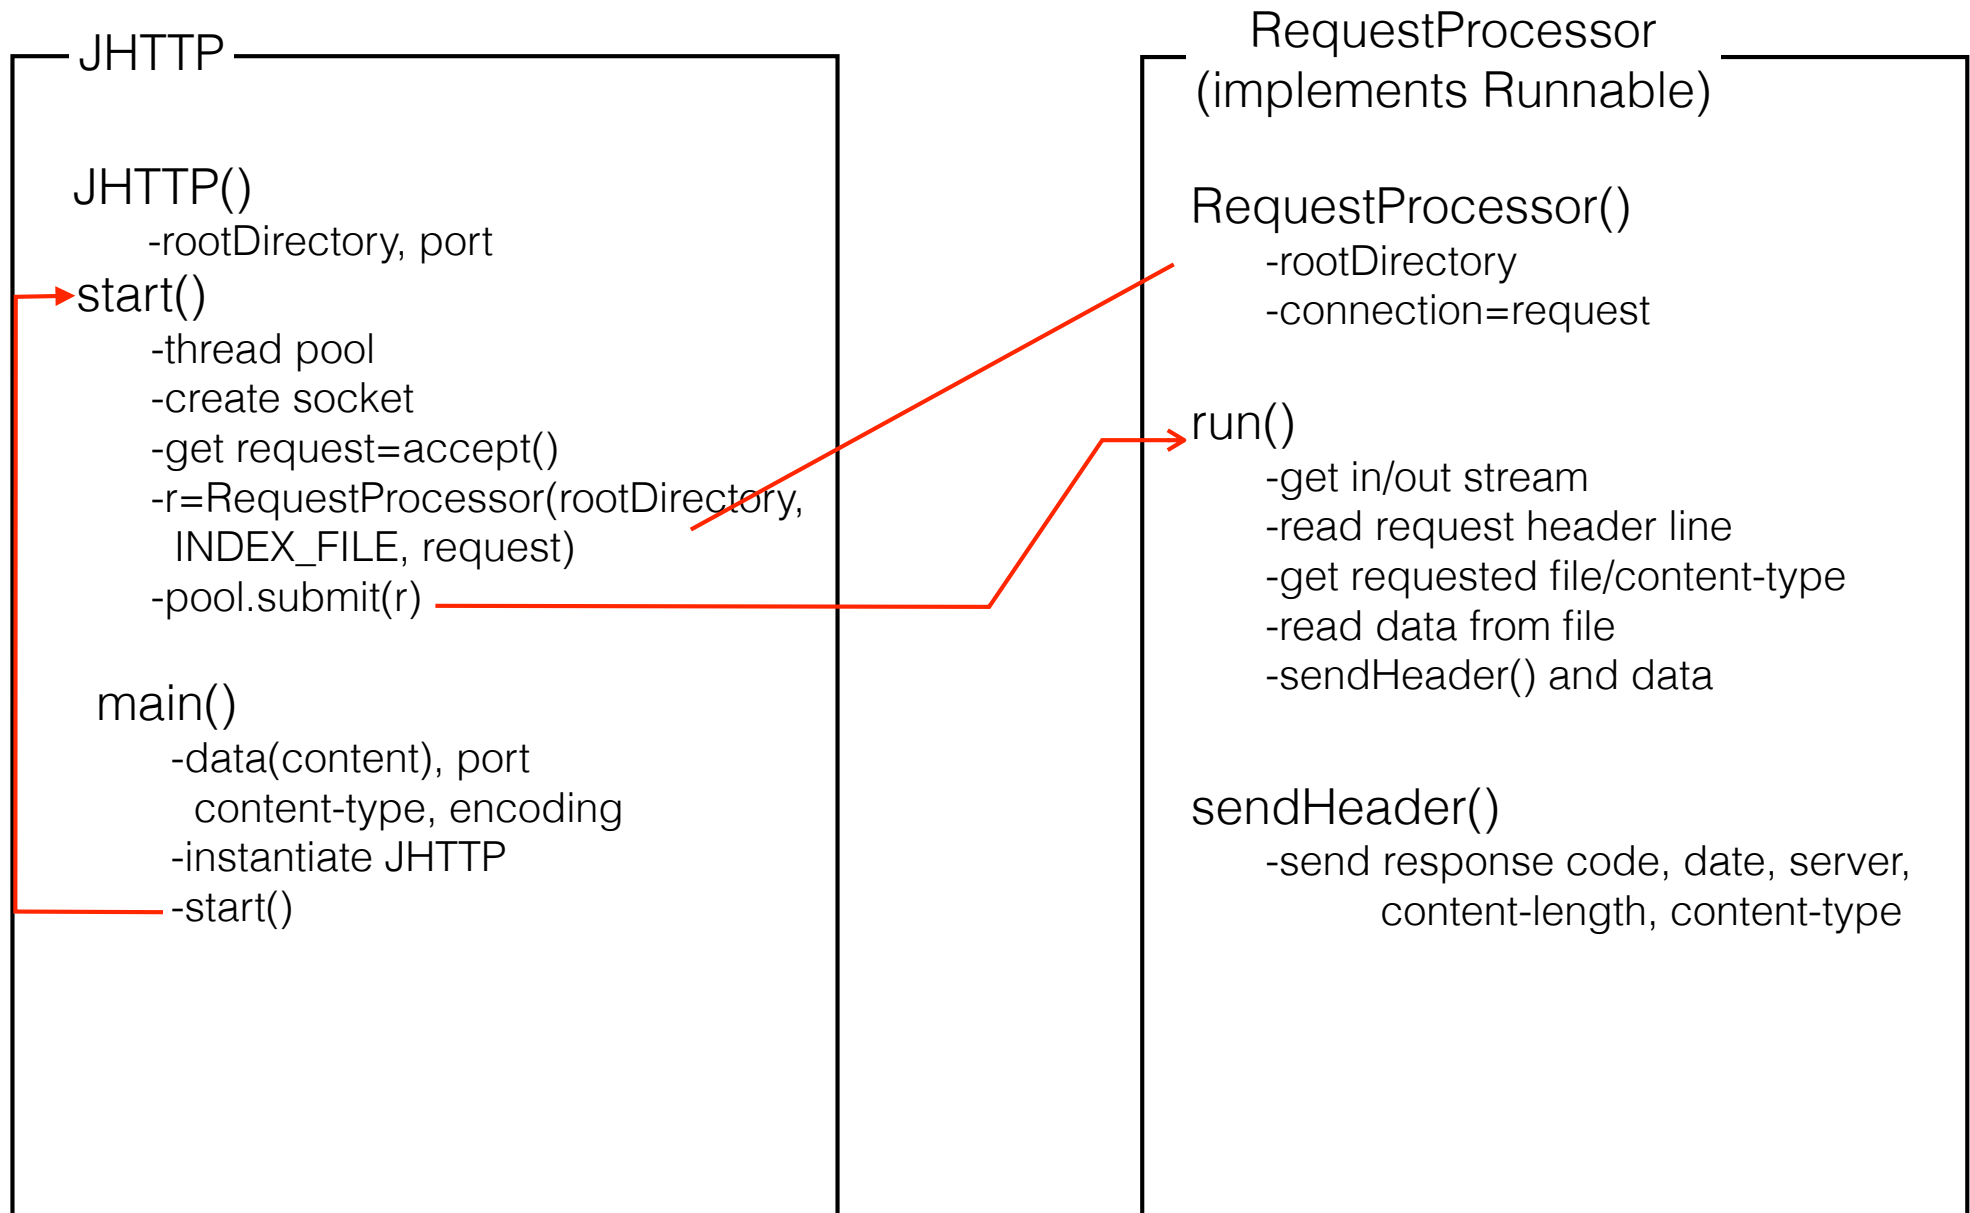 JHTTP
JHTTP()
-rootDirectory, port
start()
-thread pool
-create socket
-get request=accept()
-r=RequestProcessor(rootDirectory,
INDEX_FILE, request)
-pool.submit(r)
main()
-data(content), port
content-type, encoding
-instantiate JHTTP
-start()
RequestProcessor
(implements Runnable)
RequestProcessor()
-rootDirectory
-connection=request
run()
-get in/out stream
-read request header line
-get requested file/content-type
-read data from file
-sendHeader() and data
sendHeader()
-send response code, date, server,
content-length, content-type